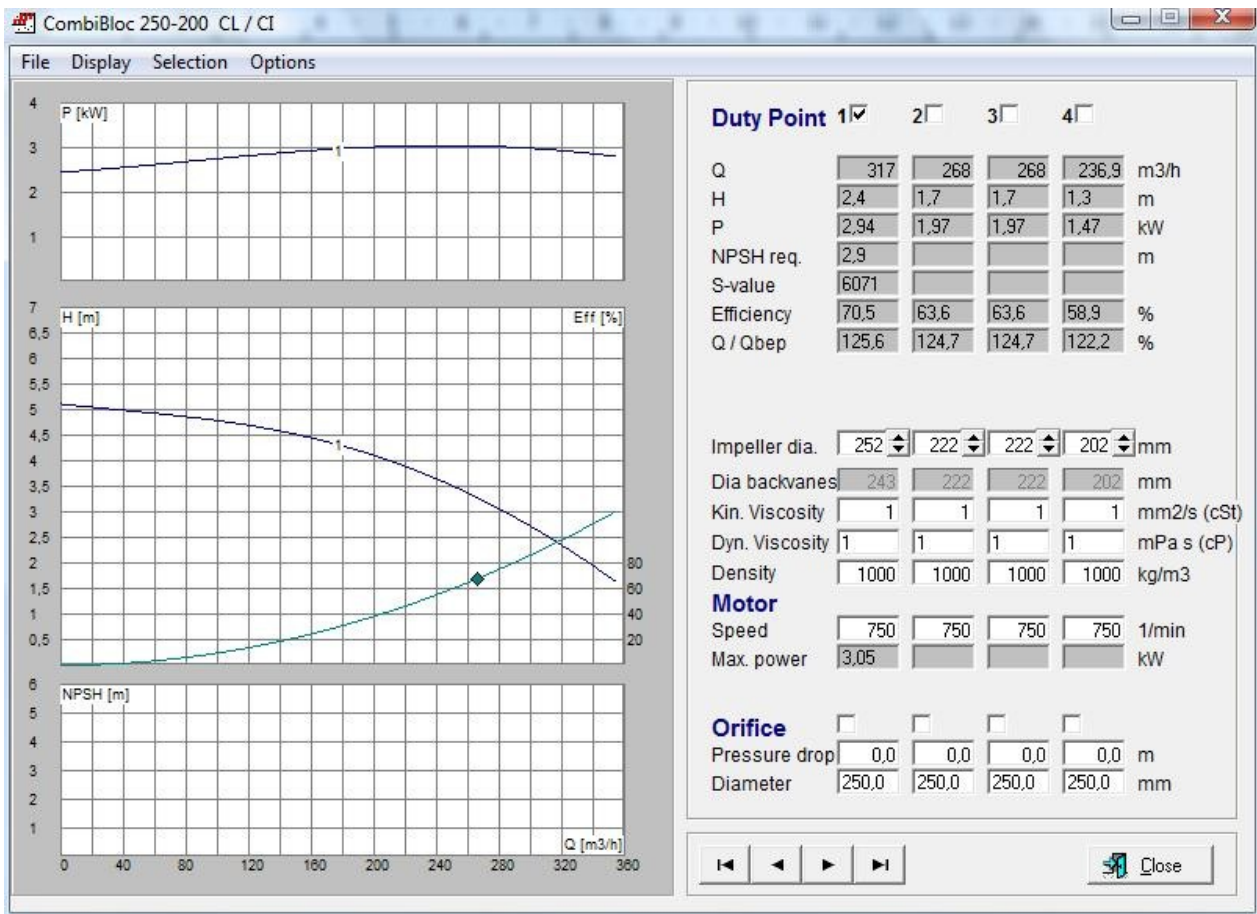 CombiBloc 250-200 CL / CI
File Display Selection Options
4
P [kW]
3
2
1
1
7
H [m]
Eff [%]
6,5
6
5,5
5
4,5
1
4
3,5
3
2,5
2
80
1,5
60
1
40
0,5
20
6
NPSH [m]
5
4
3
2
1
Q [m3/h]
0 40 80 120 160 200 240 280 320 360
Duty Point 1 2 3 4
Q 317 268 268 236,9 m3/h
H 2,4 1,7 1,7 1,3 m
P 2,94 1,97 1,97 1,47 kW
NPSH req. 2,9 m
S-value 6071
Efficiency 70,5 63,6 63,6 58,9 %
Q / Qbep 125,6 124,7 124,7 122,2 %
Impeller dia. 252 222 222 202 mm
Dia backvanes 243 222 222 202 mm
Kin. Viscosity 1 1 1 1 mm2/s (cSt)
Dyn. Viscosity 1 1 1 1 mPa s (cP)
Density 1000 1000 1000 1000 kg/m3
Motor
Speed 750 750 750 750 1/min
Max. power 3,05 kW
Orifice
Pressure drop 0,0 0,0 0,0 0,0 m
Diameter 250,0 250,0 250,0 250,0 mm
Close